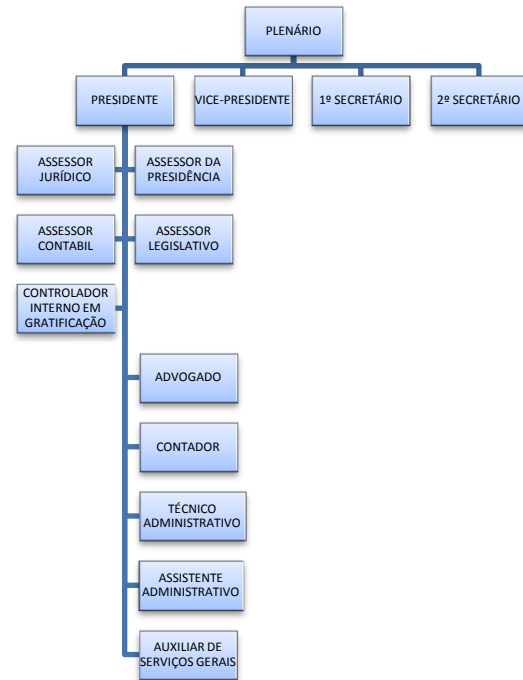 PLENÁRIO
PRESIDENTE
VICE-PRESIDENTE
1º SECRETÁRIO
2º SECRETÁRIO
ASSESSOR
JURÍDICO
ASSESSOR DA
PRESIDÊNCIA
ASSESSOR
CONTABIL
ASSESSOR
LEGISLATIVO
CONTROLADOR
INTERNO EM
GRATIFICAÇÃO
ADVOGADO
CONTADOR
TÉCNICO
ADMINISTRATIVO
ASSISTENTE
ADMINISTRATIVO
AUXILIAR DE
SERVIÇOS GERAIS